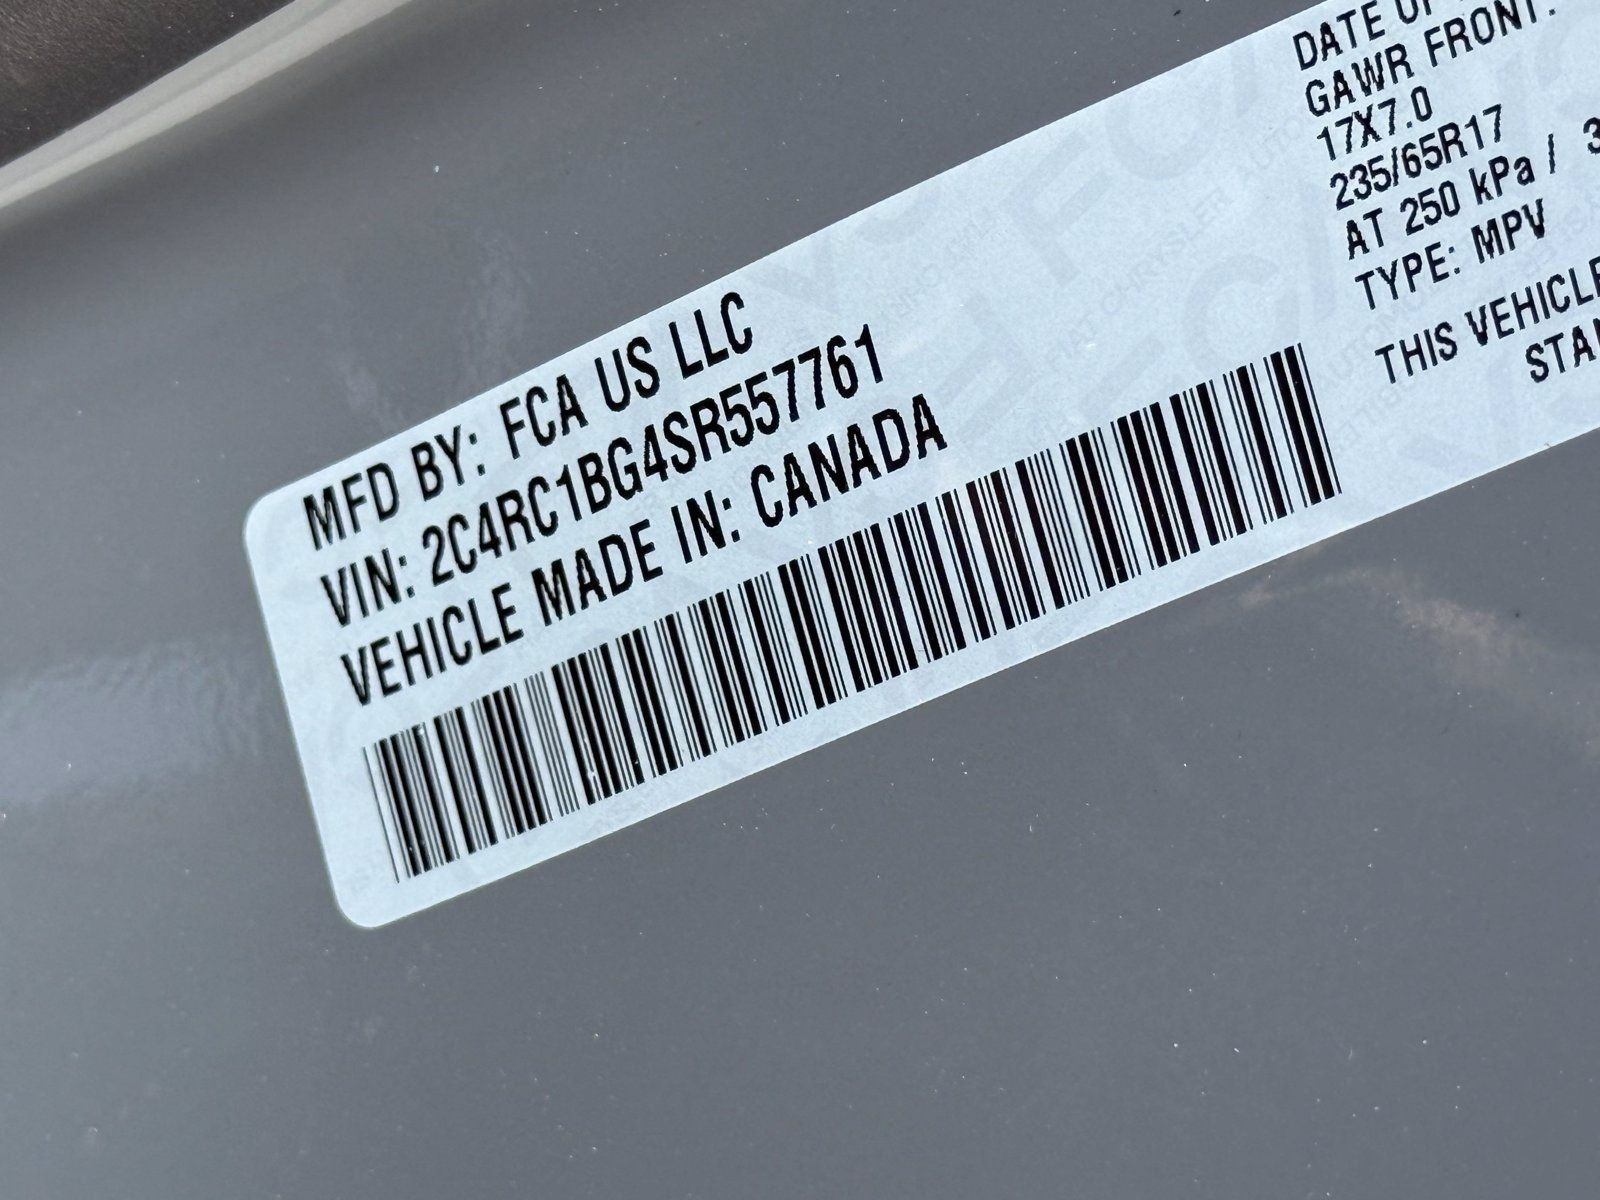 MFD BY: FCA US LLC
VIN: 2C4RC1BG4SR557761
VEHICLE MADE IN: CANADA
DATE
GAWR FRONT:
17X7.0
235/65R17
AT 250 kPa /
TYPE: MPV
THIS VEHICLE